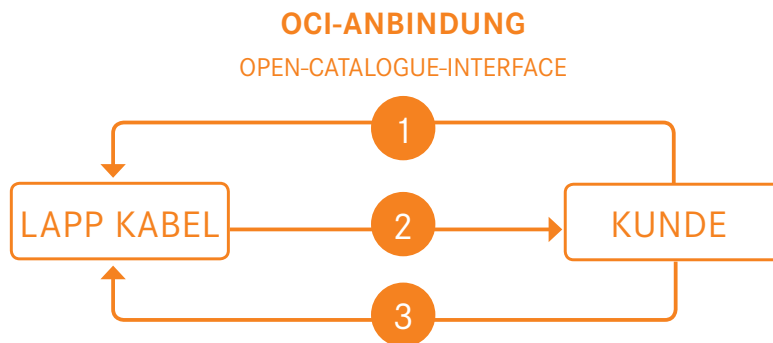 OCI-ANBINDUNG
OPEN-CATALOGUE-INTERFACE
1
LAPP KABEL
2
KUNDE
3